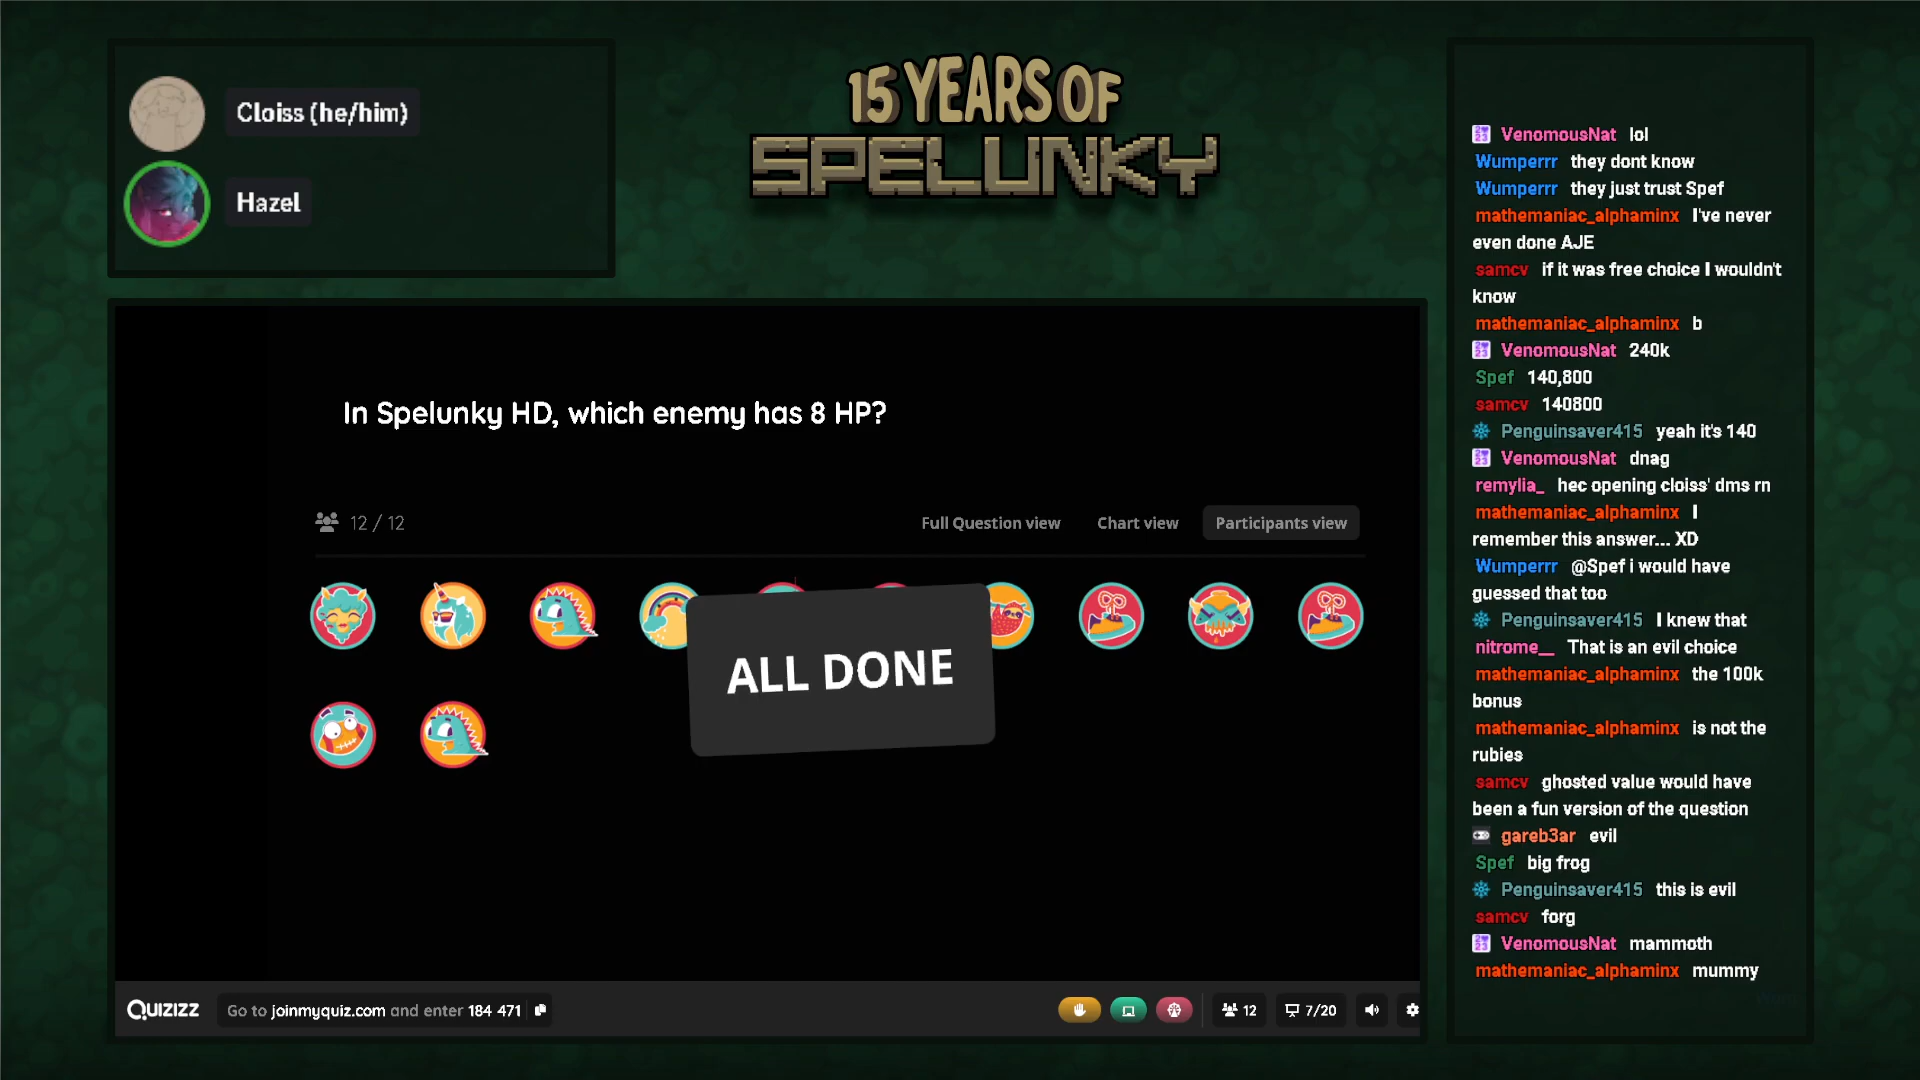 Cloiss (he/him)
Hazel
15 YEARS OF
SPELUNKY
In Spelunky HD, which enemy has 8 HP?
12 / 12
Full Question view
Chart view
Participants view
ALL DONE
QUIZIZZ
Go to joinmyquiz.com and enter 184 471
12
7/20
VenomousNat lol
Wumperrr they dont know
Wumperrr they just trust Spef
mathemaniac_alphaminx I've never
even done AJE
samcv if it was free choice I wouldn't
know
mathemaniac_alphaminx b
VenomousNat 240k
Spef 140,800
samcv 140800
Penguinsaver415 yeah it's 140
VenomousNat dnag
remylia_ hec opening cloiss' dms rn
mathemaniac_alphaminx I
remember this answer... XD
Wumperrr @Spef i would have
guessed that too
Penguinsaver415 I knew that
nitrome__ That is an evil choice
mathemaniac_alphaminx the 100k
bonus
mathemaniac_alphaminx is not the
rubies
samcv ghosted value would have
been a fun version of the question
gareb3ar evil
Spef big frog
Penguinsaver415 this is evil
samcv forg
VenomousNat mammoth
mathemaniac_alphaminx mummy